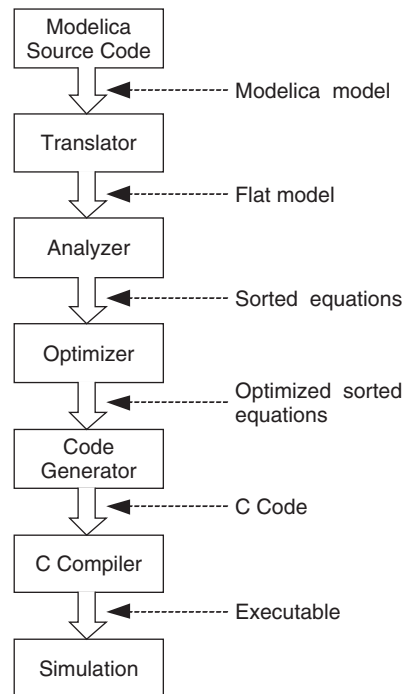 Modelica
Source Code
Modelica model
Translator
Flat model
Analyzer
Sorted equations
Optimizer
Optimized sorted
equations
Code
Generator
C Code
C Compiler
Executable
Simulation